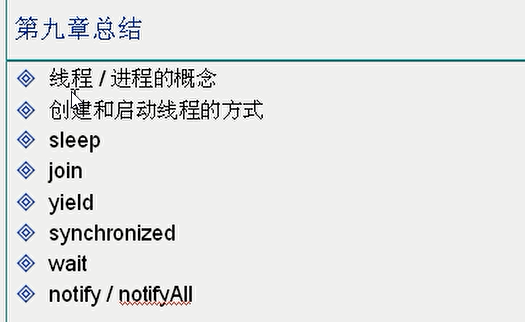 第九章总结
线程 / 进程的概念
创建和启动线程的方式
sleep
join
yield
synchronized
wait
notify / notifyAll